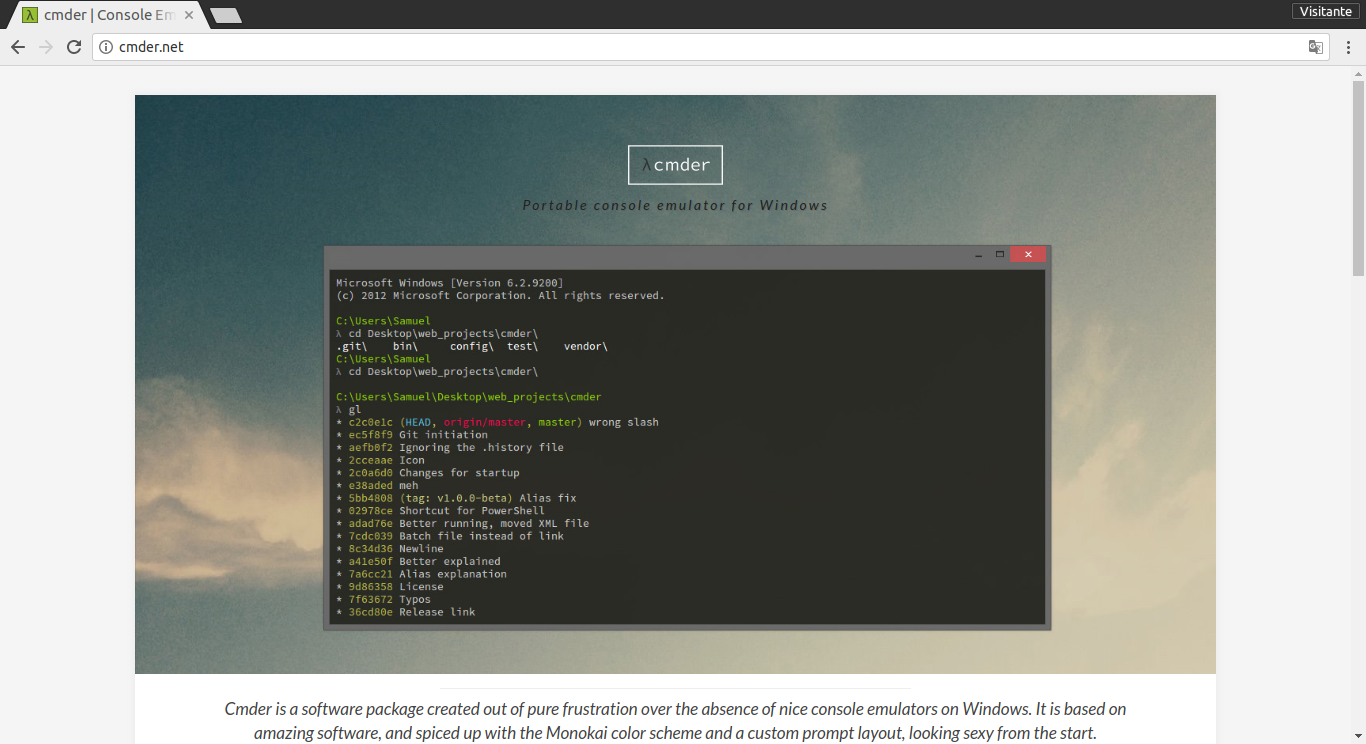 cmder | Console Em
Visitante
cmder.net
λcmder
Portable console emulator for Windows
Microsoft Windows [Version 6.2.9200]
(c) 2012 Microsoft Corporation. All rights reserved.
C:\Users\Samuel
λ cd Desktop\web_projects\cmder\
.git\ bin\ config\ test\ vendor\
C:\Users\Samuel
λ cd Desktop\web_projects\cmder\
C:\Users\Samuel\Desktop\web_projects\cmder
λ gl
* c2c0e1c (HEAD, origin/master, master) wrong slash
* ec5f8f9 Git initiation
* aefb0f2 Ignoring the .history file
* 2cceaae Icon
* 2c0a6d0 Changes for startup
* e38aded meh
* 5bb4808 (tag: v1.0.0-beta) Alias fix
* 02978ce Shortcut for PowerShell
* adad76e Better running, moved XML file
* 7cdc039 Batch file instead of link
* 8c34d36 Newline
* a41e50f Better explained
* 7a6cc21 Alias explanation
* 9d86358 License
* 7f63672 Typos
* 36cd80e Release link
Cmder is a software package created out of pure frustration over the absence of nice console emulators on Windows. It is based on
amazing software, and spiced up with the Monokai color scheme and a custom prompt layout, looking sexy from the start.